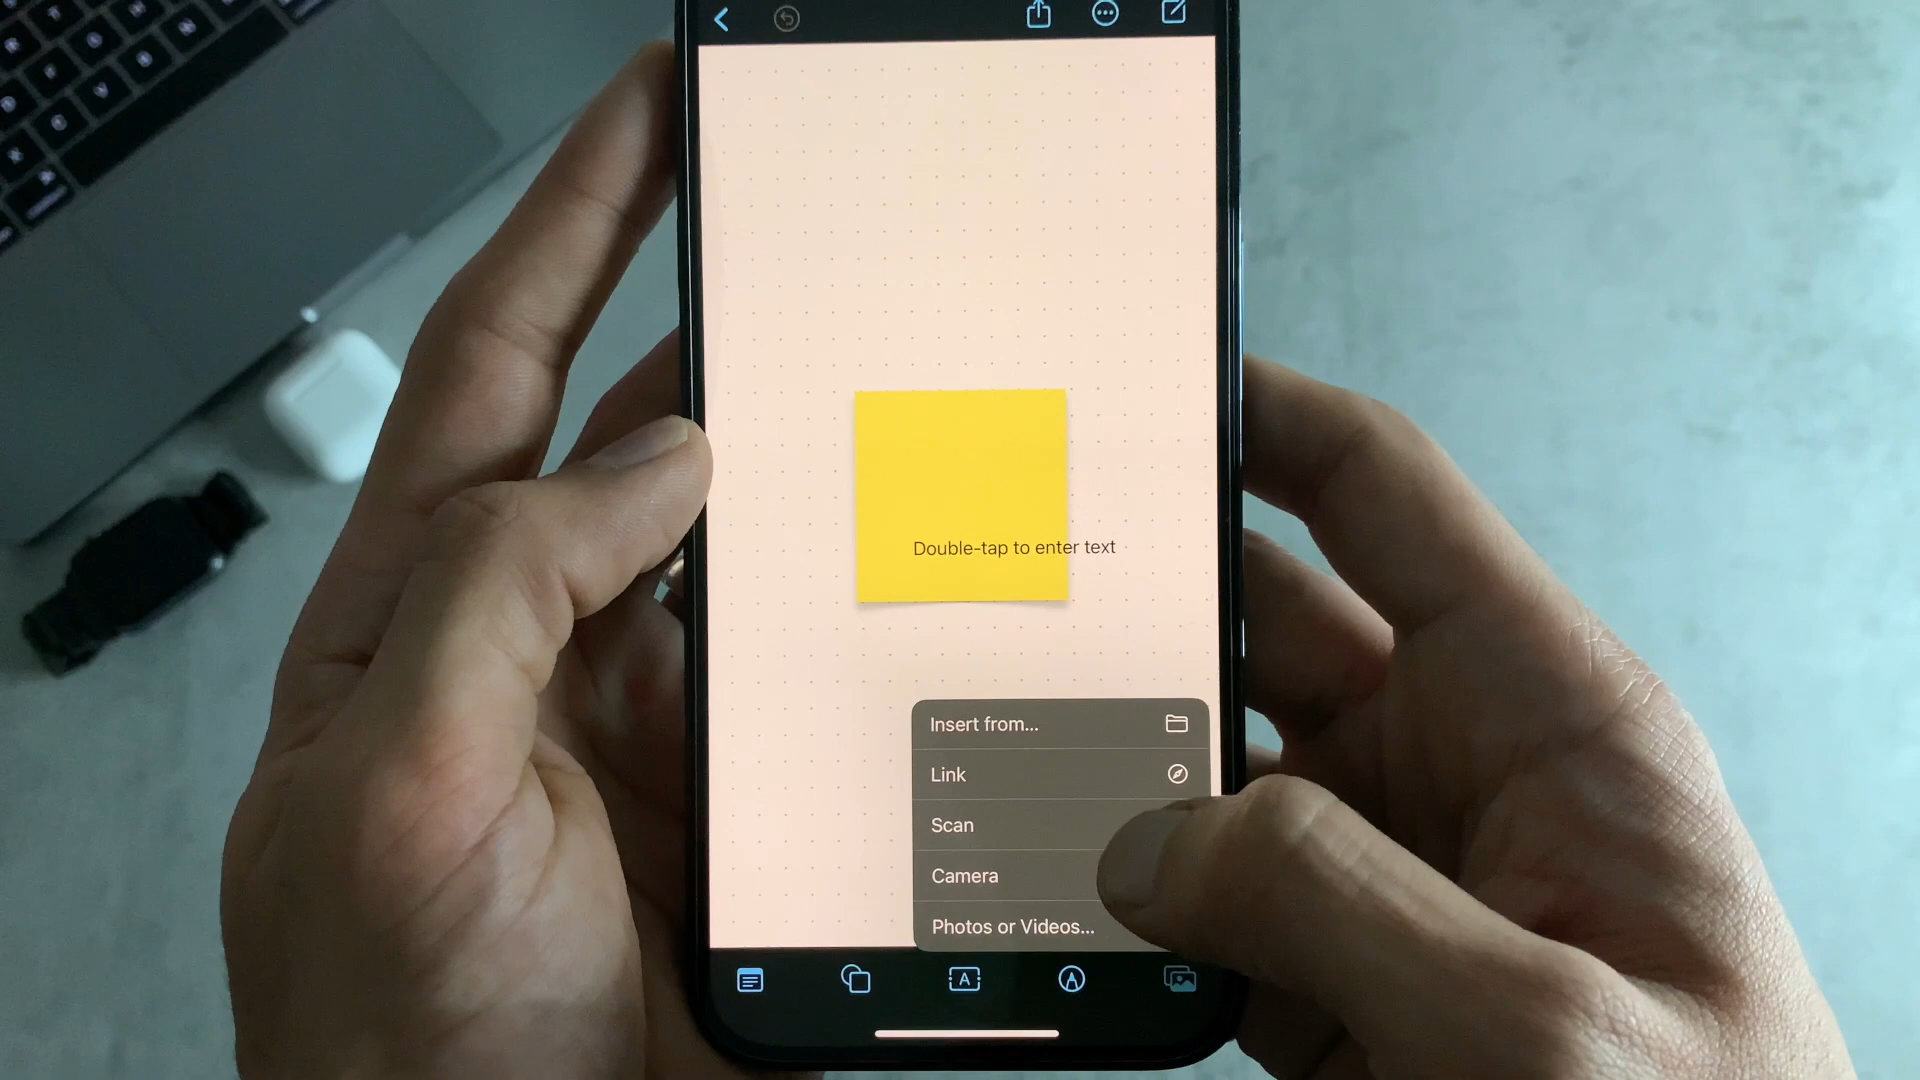 Double-tap to enter text
Insert from...
Link
Scan
Camera
Photos or Videos...
A